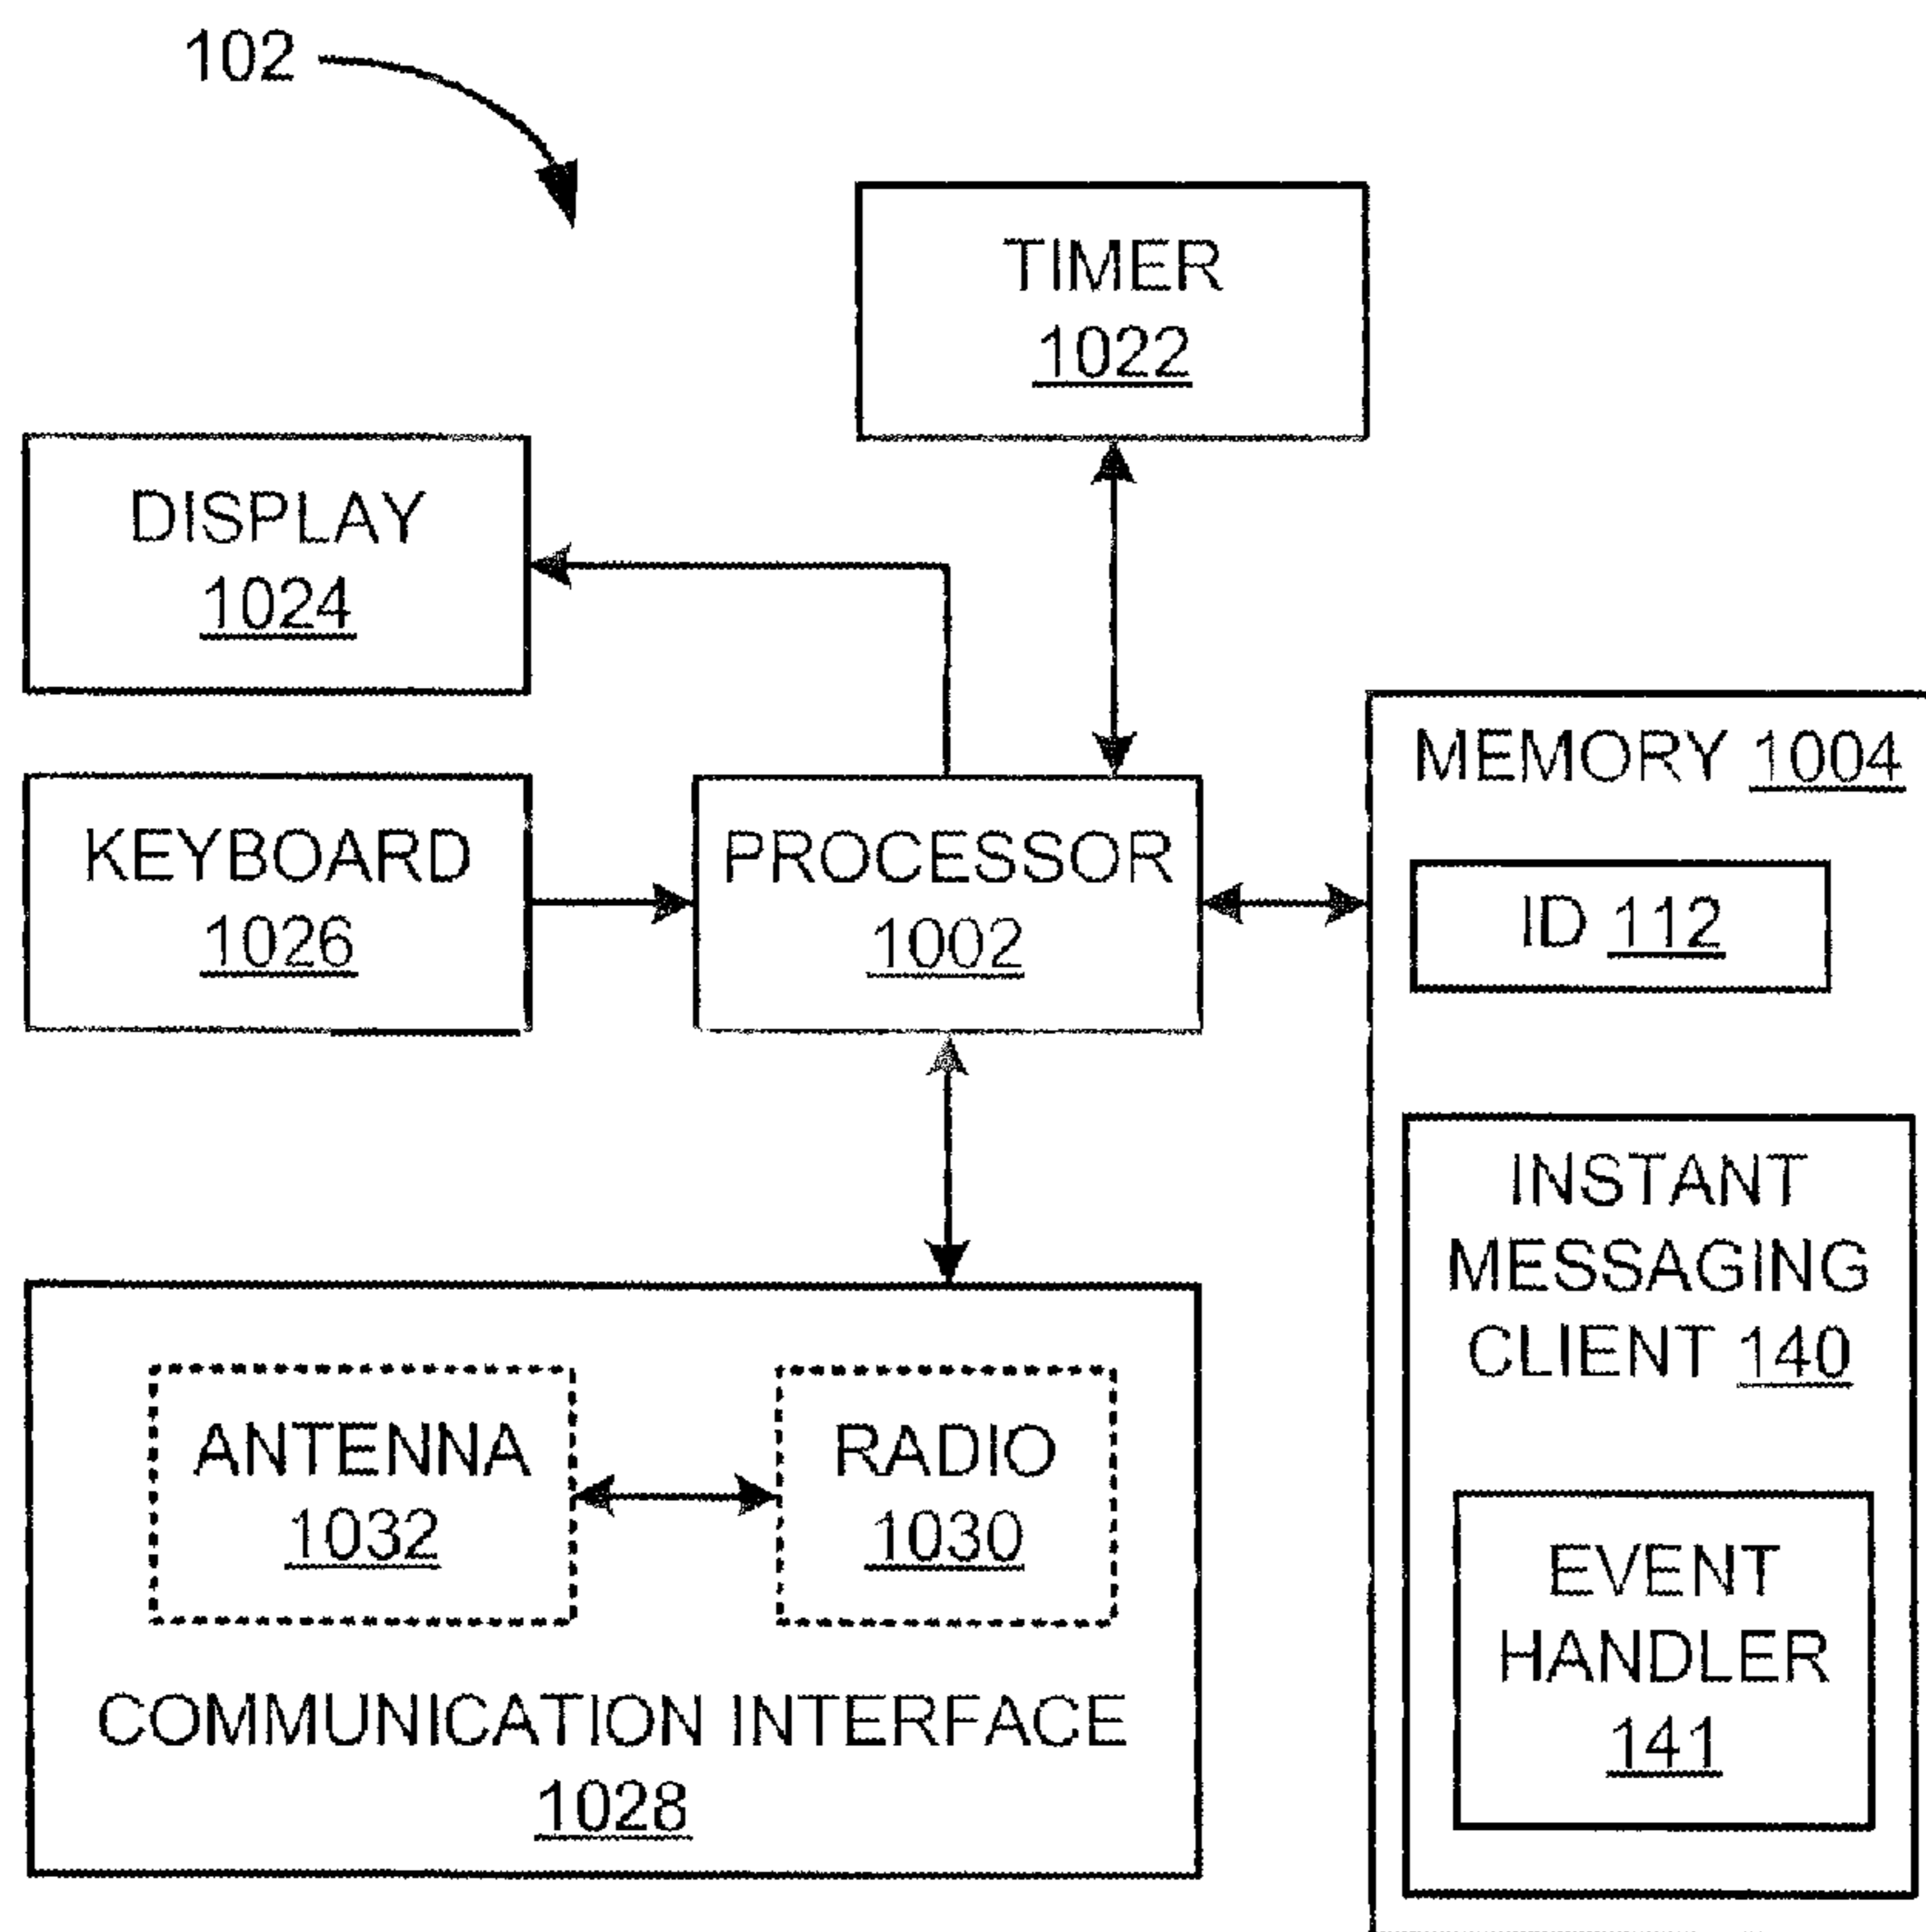 102
TIMER
1022
DISPLAY
1024
MEMORY 1004
KEYBOARD
1026
PROCESSOR
1002
ID 112
INSTANT
MESSAGING
CLIENT 140
ANTENNA
1032
RADIO
1030
EVENT
HANDLER
141
COMMUNICATION INTERFACE
1028